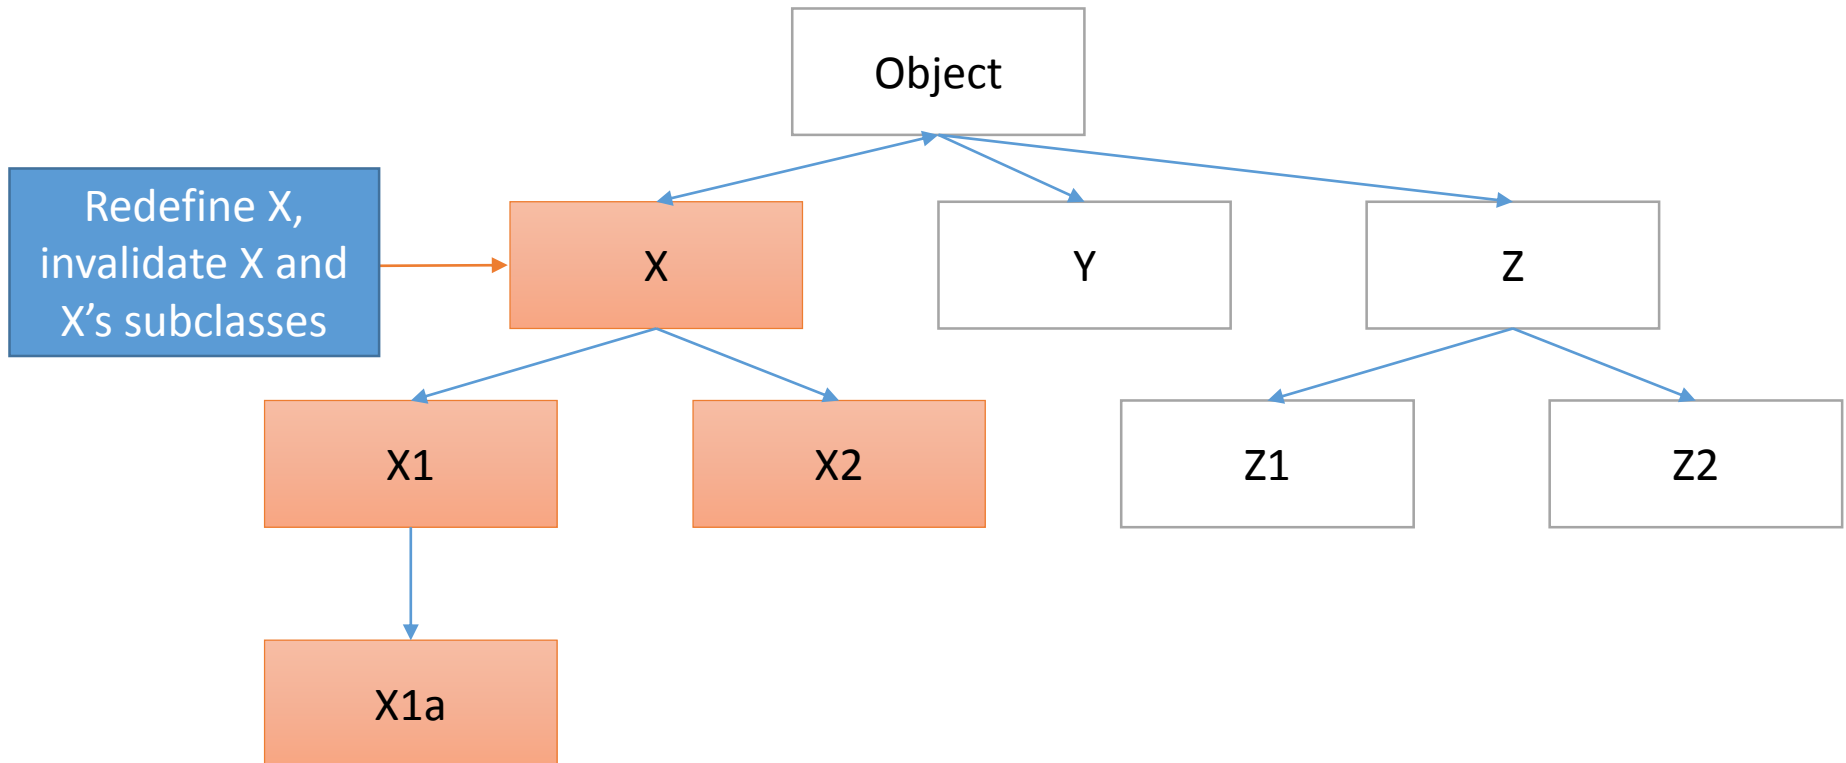 Object
Redefine X,
invalidate X and
X’s subclasses
X
Y
Z
X1
X2
Z1
Z2
X1a